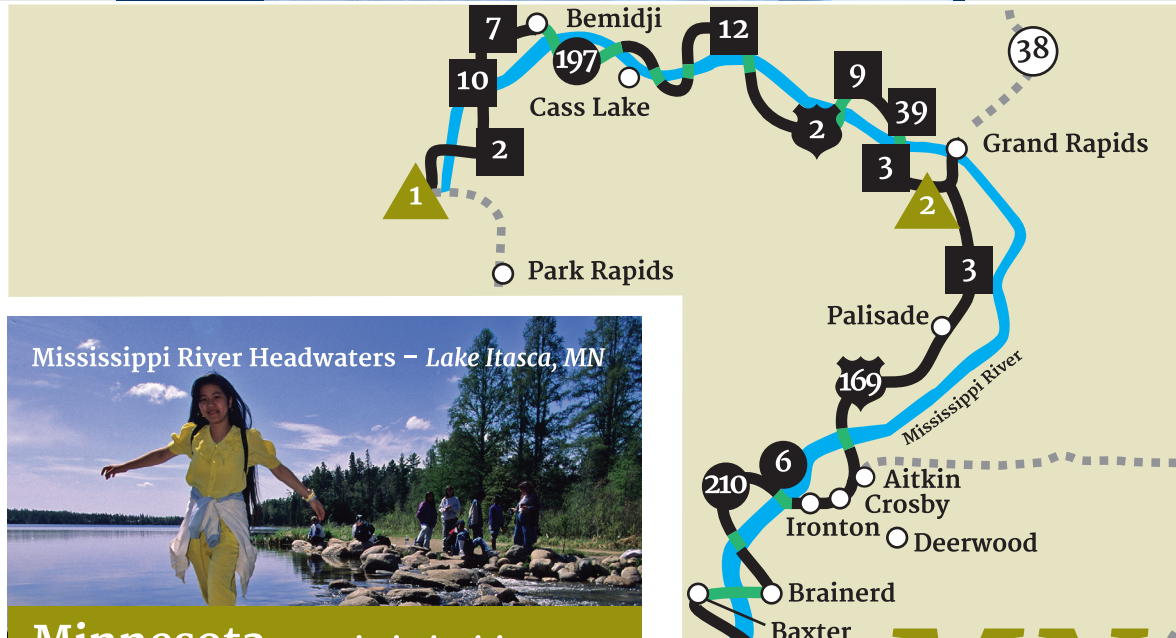 7
Bemidji
12
38
197
10
9
Cass Lake
39
2
2
Grand Rapids
3
1
2
Park Rapids
3
Palisade
Mississippi River Headwaters – Lake Itasca, MN
169
Mississippi River
6
210
Aitkin
Crosby
Ironton
Deerwood
Brainerd
Baxter
Minnesota